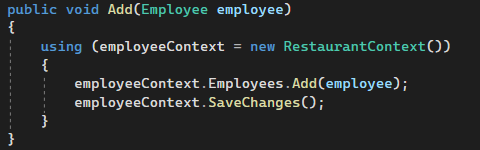 public void Add(Employee employee)
{
    using (employeeContext = new RestaurantContext())
    {
        employeeContext.Employees.Add(employee);
        employeeContext.SaveChanges();
    }
}